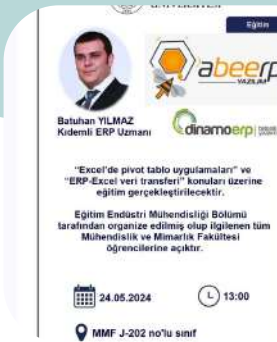 Eğitim
abeerp
YAZILIM
Batuhan YILMAZ
Kıdemli ERP Uzmanı
dinamoerp
"Excel'de pivot tablo uygulamaları" ve
"ERP-Excel veri transferi" konuları üzerine
eğitim gerçekleştirilecektir.
Eğitim Endüstri Mühendisliği Bölümü
tarafından organize edilmiş olup ilgilenen tüm
Mühendislik ve Mimarlık Fakültesi
öğrencilerine açıktır.
24.05.2024
13:00
MMF J-202 no'lu sınıf